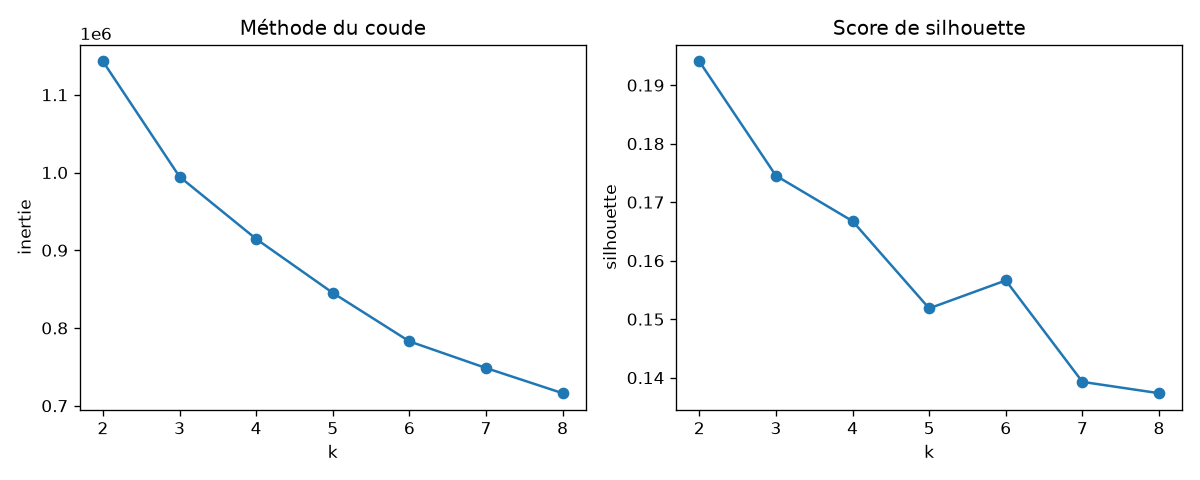 Méthode du coude
1e6
1.1
1.0
0.9
0.8
0.7
inertie
2 3 4 5 6 7 8
k
Score de silhouette
0.19
0.18
0.17
0.16
0.15
0.14
silhouette
2 3 4 5 6 7 8
k